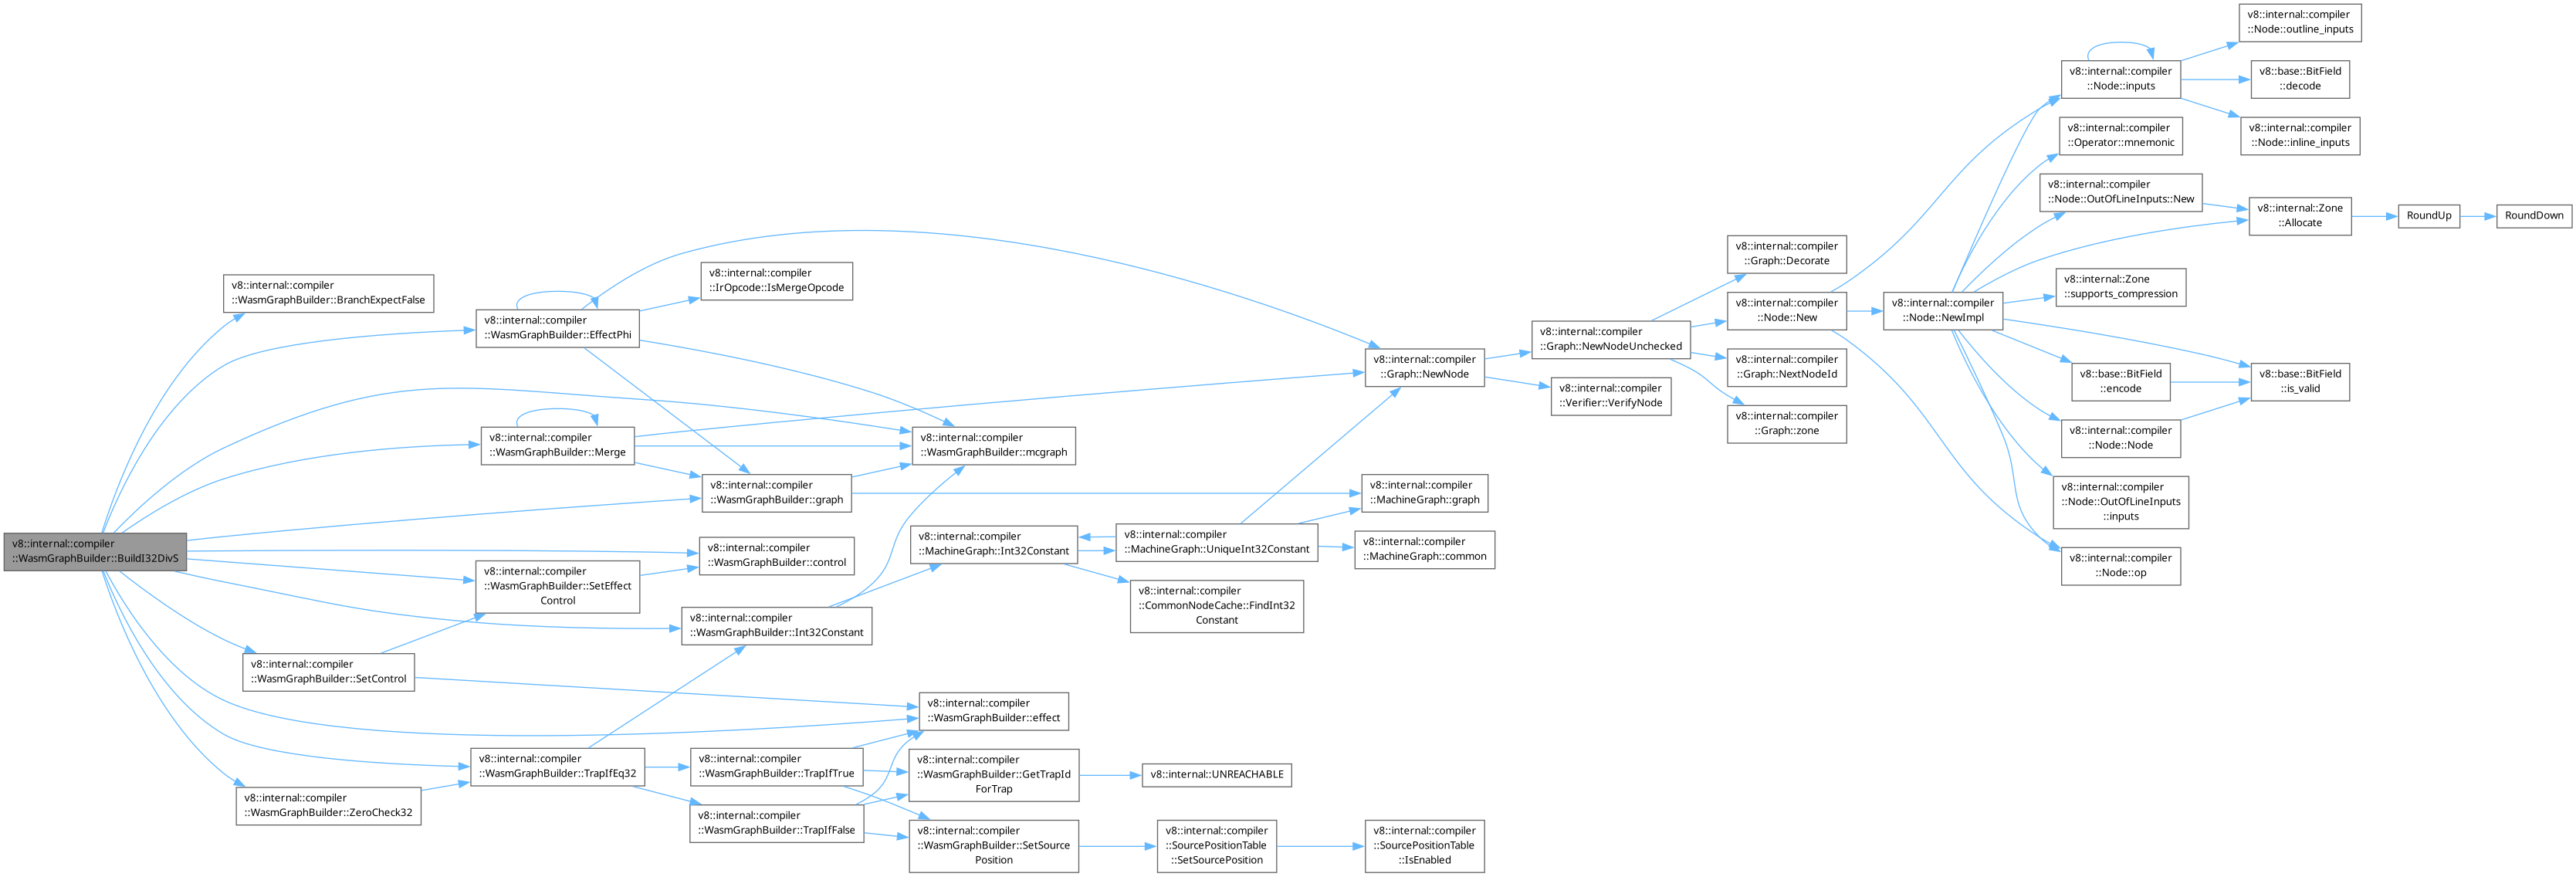 v8::internal::compiler
::WasmGraphBuilder::BuildI32DivS
v8::internal::compiler
::WasmGraphBuilder::BranchExpectFalse
v8::internal::compiler
::WasmGraphBuilder::EffectPhi
v8::internal::compiler
::IrOpcode::IsMergeOpcode
v8::internal::compiler
::WasmGraphBuilder::Merge
v8::internal::compiler
::WasmGraphBuilder::mcgraph
v8::internal::compiler
::WasmGraphBuilder::graph
v8::internal::compiler
::WasmGraphBuilder::control
v8::internal::compiler
::WasmGraphBuilder::SetEffect
Control
v8::internal::compiler
::WasmGraphBuilder::Int32Constant
v8::internal::compiler
::WasmGraphBuilder::SetControl
v8::internal::compiler
::WasmGraphBuilder::effect
v8::internal::compiler
::WasmGraphBuilder::TrapIfEq32
v8::internal::compiler
::WasmGraphBuilder::ZeroCheck32
v8::internal::compiler
::WasmGraphBuilder::TrapIfTrue
v8::internal::compiler
::WasmGraphBuilder::TrapIfFalse
v8::internal::compiler
::WasmGraphBuilder::GetTrapId
ForTrap
v8::internal::UNREACHABLE
v8::internal::compiler
::WasmGraphBuilder::SetSource
Position
v8::internal::compiler
::SourcePositionTable
::SetSourcePosition
v8::internal::compiler
::SourcePositionTable
::IsEnabled
v8::internal::compiler
::MachineGraph::Int32Constant
v8::internal::compiler
::MachineGraph::UniqueInt32Constant
v8::internal::compiler
::CommonNodeCache::FindInt32
Constant
v8::internal::compiler
::MachineGraph::graph
v8::internal::compiler
::MachineGraph::common
v8::internal::compiler
::Graph::NewNode
v8::internal::compiler
::Graph::NewNodeUnchecked
v8::internal::compiler
::Verifier::VerifyNode
v8::internal::compiler
::Graph::Decorate
v8::internal::compiler
::Node::New
v8::internal::compiler
::Graph::NextNodeId
v8::internal::compiler
::Graph::zone
v8::internal::compiler
::Node::NewImpl
v8::internal::compiler
::Node::inputs
v8::internal::compiler
::Operator::mnemonic
v8::internal::compiler
::Node::OutOfLineInputs::New
v8::internal::Zone
::supports_compression
v8::base::BitField
::encode
v8::internal::compiler
::Node::Node
v8::internal::compiler
::Node::OutOfLineInputs
::inputs
v8::internal::compiler
::Node::op
v8::internal::compiler
::Node::outline_inputs
v8::base::BitField
::decode
v8::internal::compiler
::Node::inline_inputs
v8::internal::Zone
::Allocate
v8::base::BitField
::is_valid
RoundUp
RoundDown